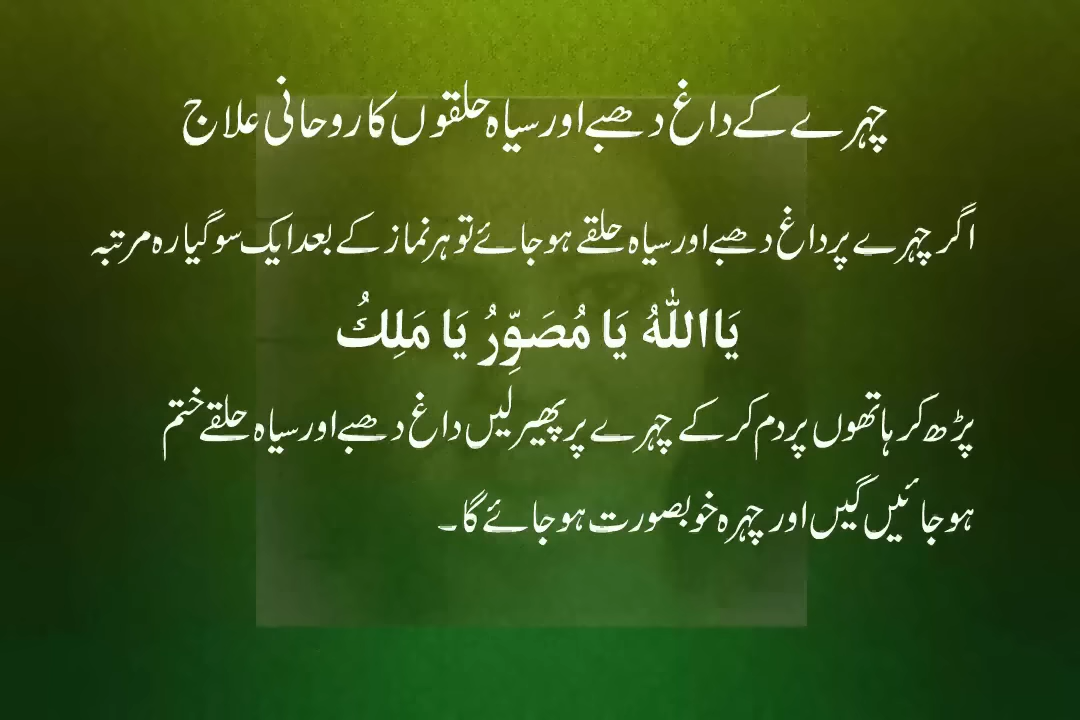 چہرے کے داغ دھبے اور سیاہ حلقوں کا روحانی علاج
اگر چہرے پر داغ دھبے اور سیاہ حلقے ہو جائے تو ہر نماز کے بعد ایک سو گیارہ مرتبہ
يَااللّٰهُ يَا مُصَوِّرُ يَا مَلِكُ
پڑھ کر ہاتھوں پر دم کر کے چہرے پر پھیر لیں داغ دھبے اور سیاہ حلقے ختم
ہو جائیں گیں اور چہرہ خوبصورت ہو جائے گا۔